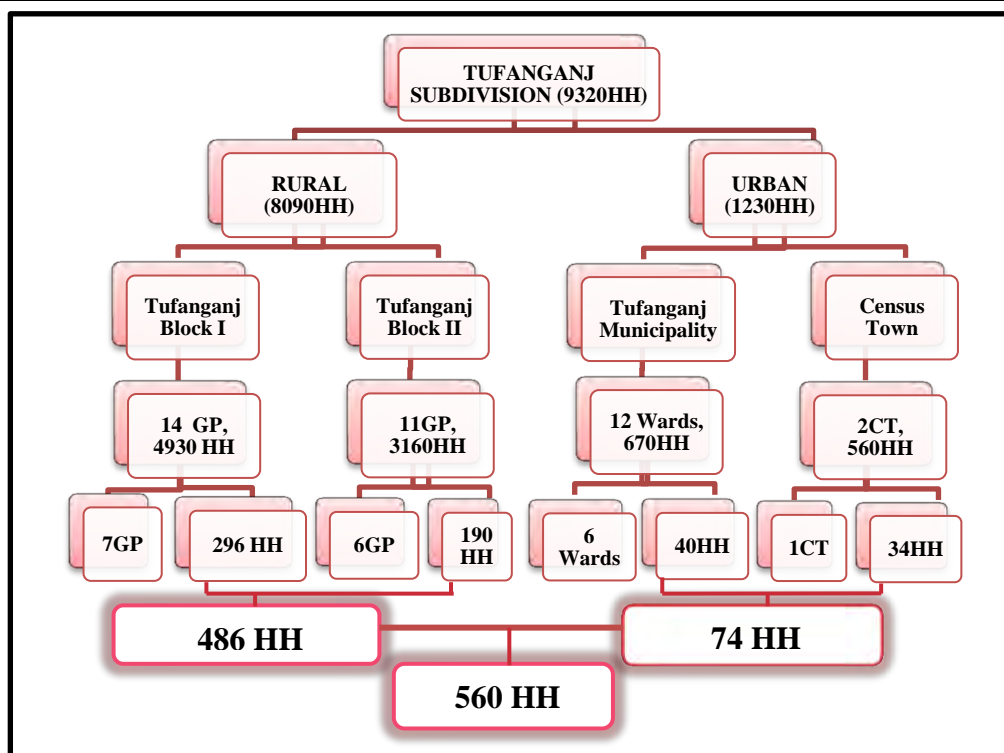 TUFANGANJ
SUBDIVISION (9320HH)
RURAL
(8090HH)
URBAN
(1230HH)
Tufanganj
Block I
Tufanganj
Block II
Tufanganj
Municipality
Census
Town
14 GP,
4930 HH
11GP,
3160HH
12 Wards,
670HH
2CT,
560HH
7GP
296 HH
6GP
190
HH
6
Wards
40HH
1CT
34HH
486 HH
74 HH
560 HH